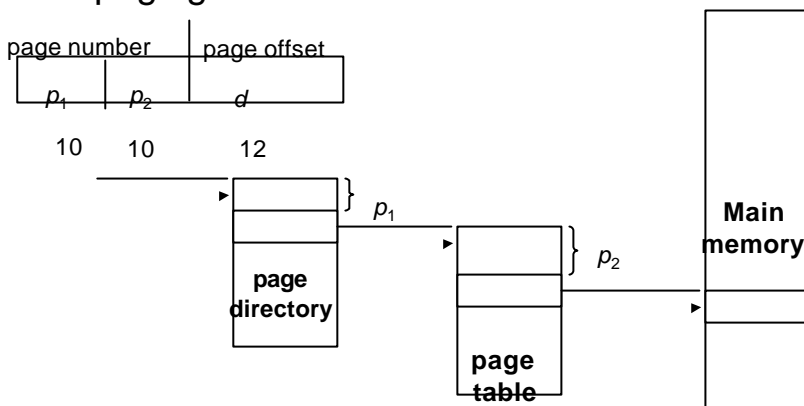 page number page offset
p1 p2 d
10 10 12
p1
p2
Main
memory
page
directory
page
table